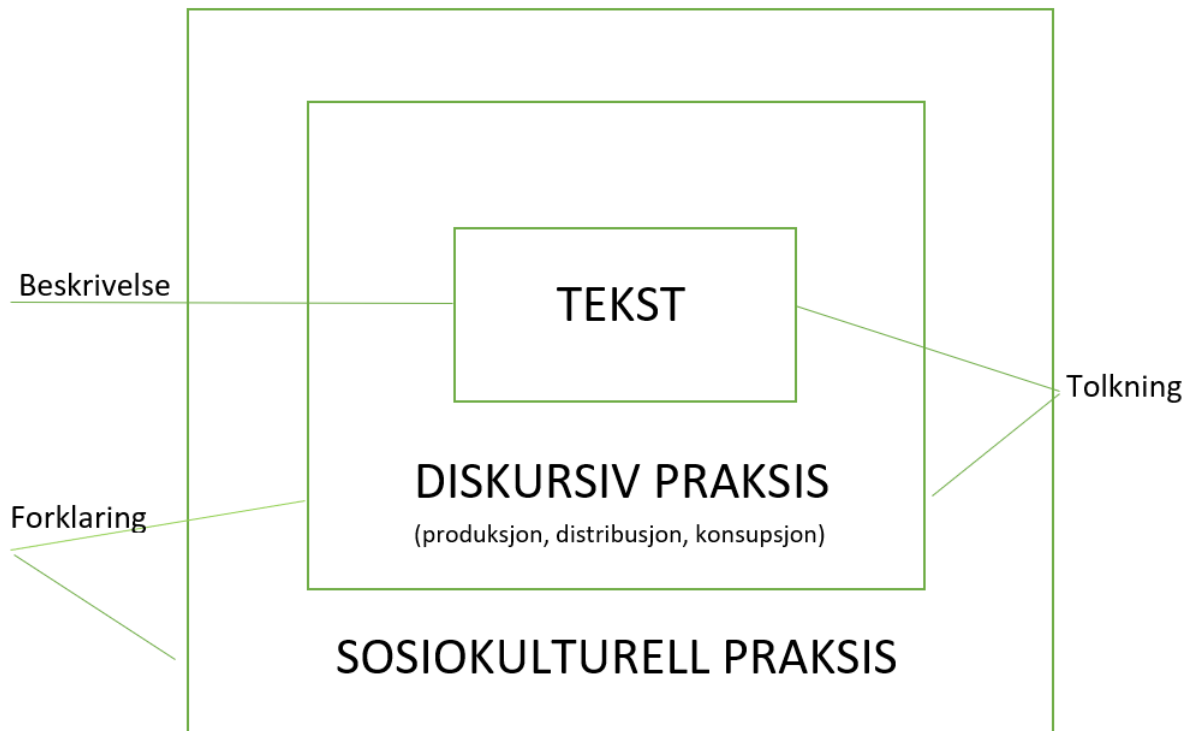 Beskrivelse
TEKST
Tolkning
DISKURSIV PRAKSIS
Forklaring
(produksjon, distribusjon, konsupsjon)
SOSIOKULTURELL PRAKSIS